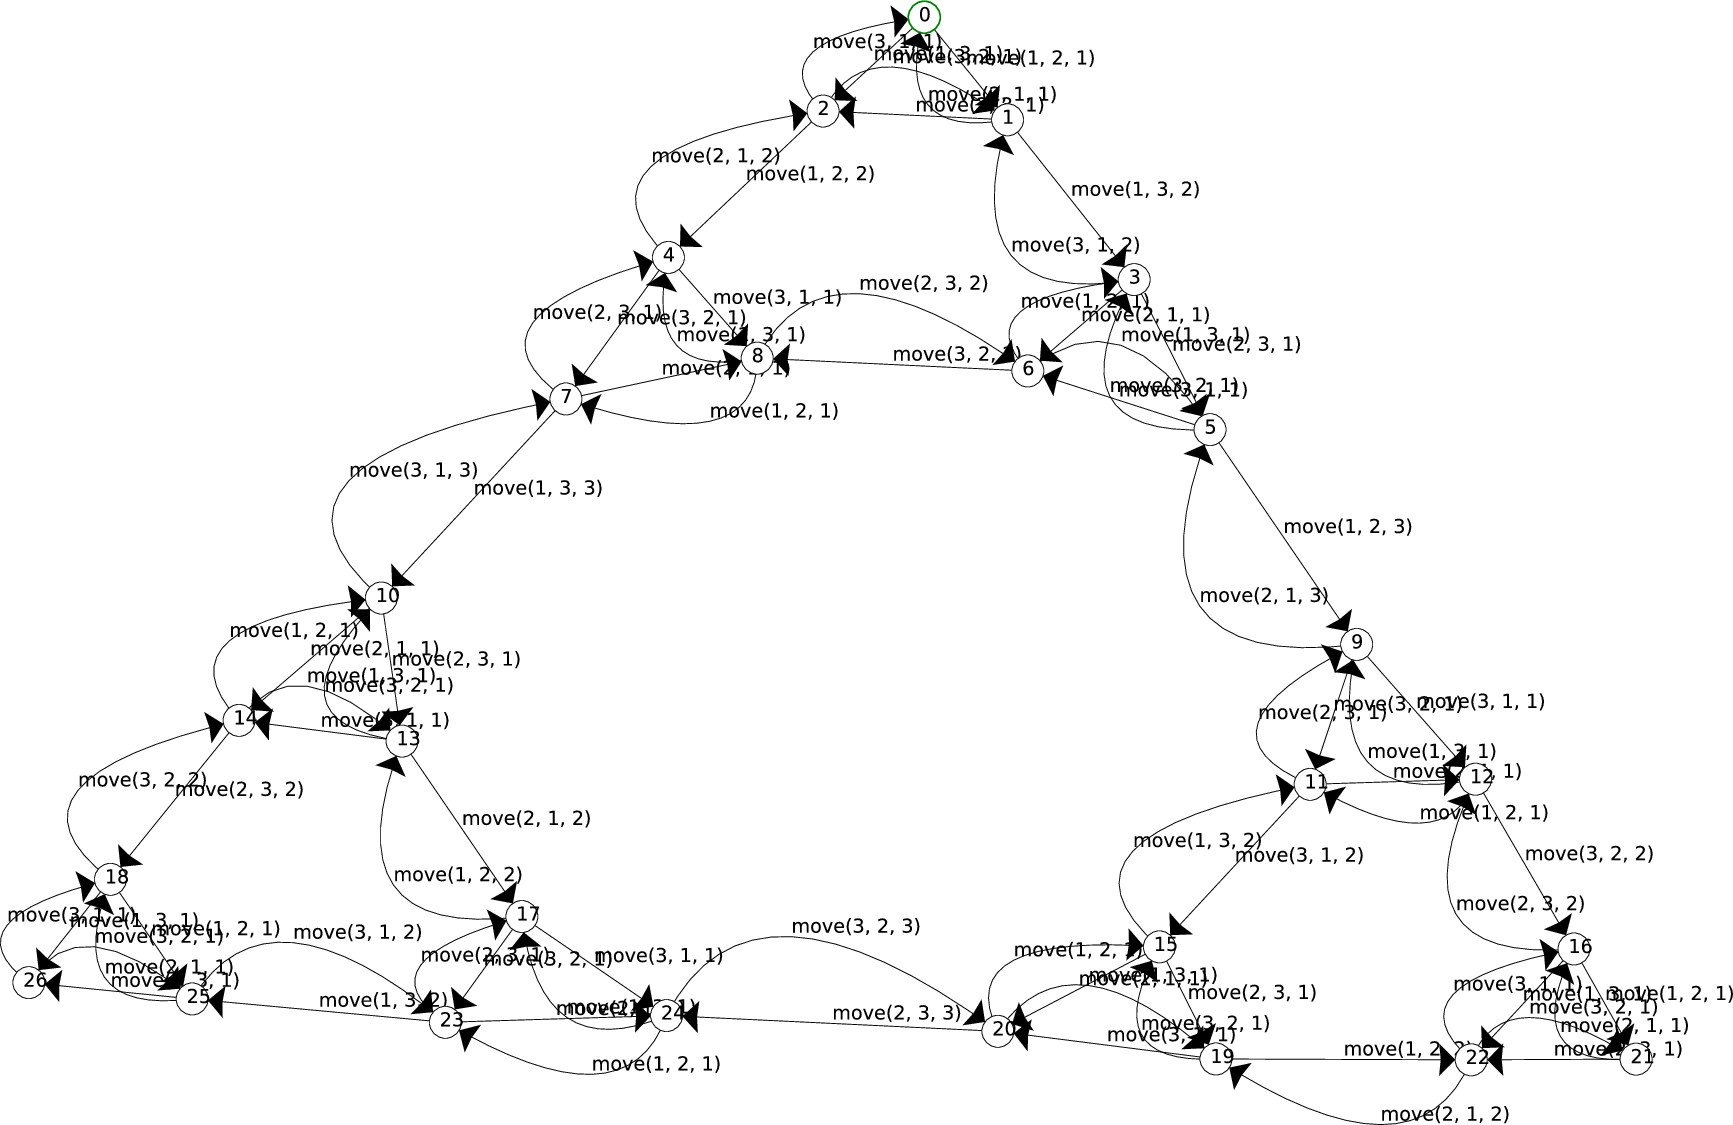 0
move(3, 1, 1)
move(1, 3, 1)
move(3, 2, 1)
move(1, 2, 1)
2
move(2, 1, 1)
1
move(2, 1, 2)
move(1, 2, 2)
move(1, 3, 2)
4
move(3, 1, 2)
3
move(2, 3, 2)
move(3, 1, 1)
move(1, 2, 1)
move(2, 3, 1)
move(3, 2, 1)
move(2, 1, 1)
move(1, 3, 1)
move(1, 3, 1)
move(2, 3, 1)
8
move(3, 2, 2)
move(2, 1, 1)
6
7
move(3, 2, 1)
move(3, 1, 1)
move(1, 2, 1)
5
move(3, 1, 3)
move(1, 3, 3)
move(1, 2, 3)
10
move(2, 1, 3)
move(1, 2, 1)
9
move(2, 1, 1)
move(2, 3, 1)
move(1, 3, 1)
move(3, 2, 1)
move(3, 2, 1)
move(3, 1, 1)
move(2, 3, 1)
14
move(3, 1, 1)
13
move(1, 3, 1)
move(3, 2, 2)
move(2, 3, 2)
11
12
move(1, 2, 1)
move(2, 1, 2)
move(1, 3, 2)
move(3, 1, 2)
move(3, 2, 2)
18
move(1, 2, 2)
move(2, 3, 2)
move(3, 1, 1)
move(1, 3, 1)
17
move(3, 2, 3)
move(1, 2, 1)
move(3, 2, 1)
move(3, 1, 2)
move(1, 2, 1)
15
16
move(2, 3, 1)
move(3, 2, 1)
move(3, 1, 1)
move(2, 1, 1)
move(1, 3, 1)
move(2, 1, 1)
26
move(2, 3, 1)
move(3, 1, 1)
move(1, 3, 1)
move(1, 2, 1)
25
move(1, 3, 2)
move(2, 3, 1)
move(3, 2, 1)
23
24
move(2, 3, 3)
20
move(3, 2, 1)
move(2, 1, 1)
move(3, 1, 1)
19
move(1, 2, 2)
22
move(2, 3, 1)
21
move(1, 2, 1)
move(2, 1, 2)